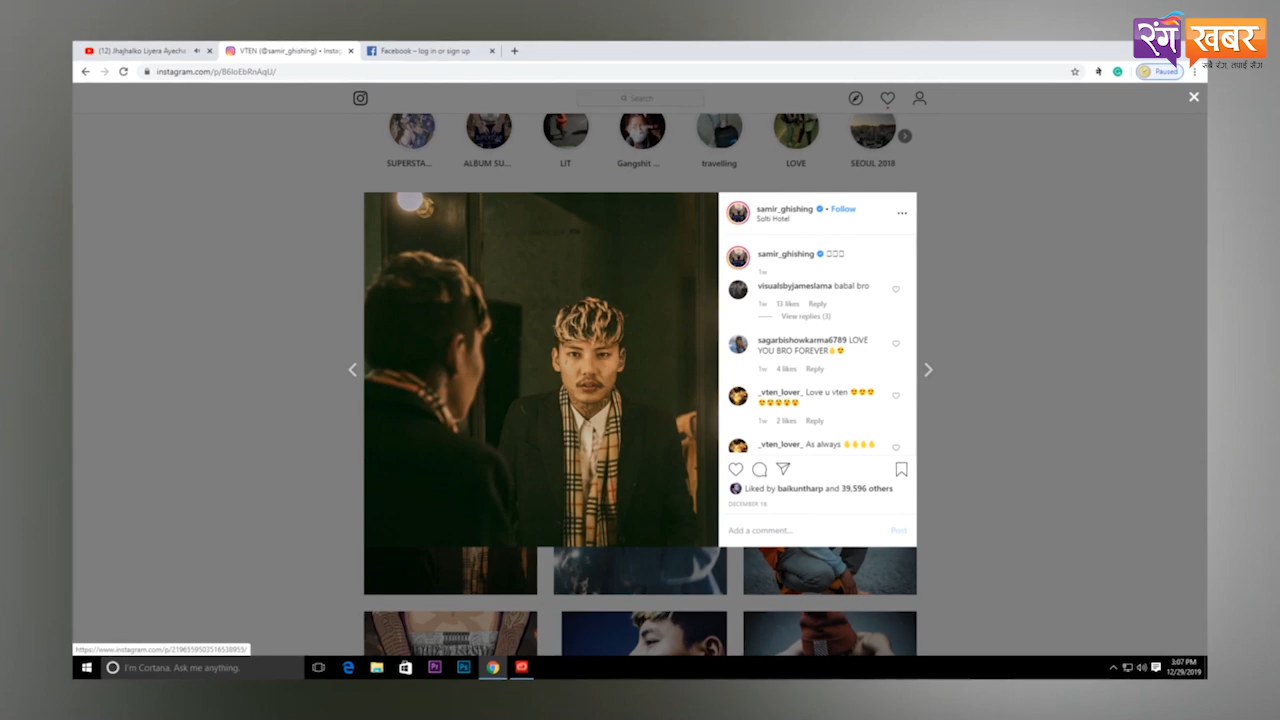 रंग खबर
सबै रंग, तपाईं सँग
(12) Jhajhalko Liyera Ayecha
VTEN (@samir_ghishing) • Insta
Facebook – log in or sign up
instagram.com/p/B6IoEbRnAqU/
Paused
Search
SUPERSTA...
ALBUM SU...
LIT
Gangshit ...
travelling
LOVE
SEOUL 2018
samir_ghishing • Follow
Solti Hotel
samir_ghishing
1w
visualsbyjameslama babal bro
1w 13 likes Reply
View replies (3)
sagarbishowkarma6789 LOVE
YOU BRO FOREVER
1w 4 likes Reply
_vten_lover_ Love u vten
1w 2 likes Reply
_vten_lover_ As always
Liked by baikuntharp and 39,596 others
DECEMBER 18
Add a comment...
Post
https://www.instagram.com/p/2196559503516538955/
I'm Cortana. Ask me anything.
3:07 PM
12/29/2019